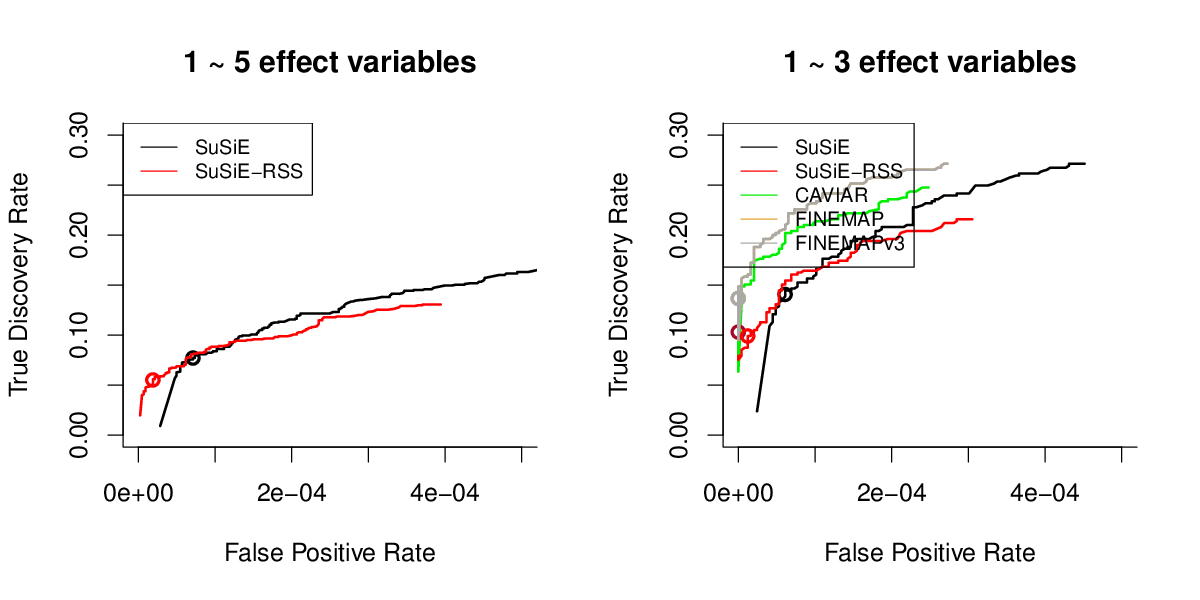 1 ~ 5 effect variables
SuSiE
SuSiE−RSS
0.30
0.20
0.10
0.00
True Discovery Rate
0e+00
2e−04
4e−04
False Positive Rate
1 ~ 3 effect variables
SuSiE
SuSiE−RSS
CAVIAR
FINEMAP
FINEMAPv3
0.30
0.20
0.10
0.00
True Discovery Rate
0e+00
2e−04
4e−04
False Positive Rate